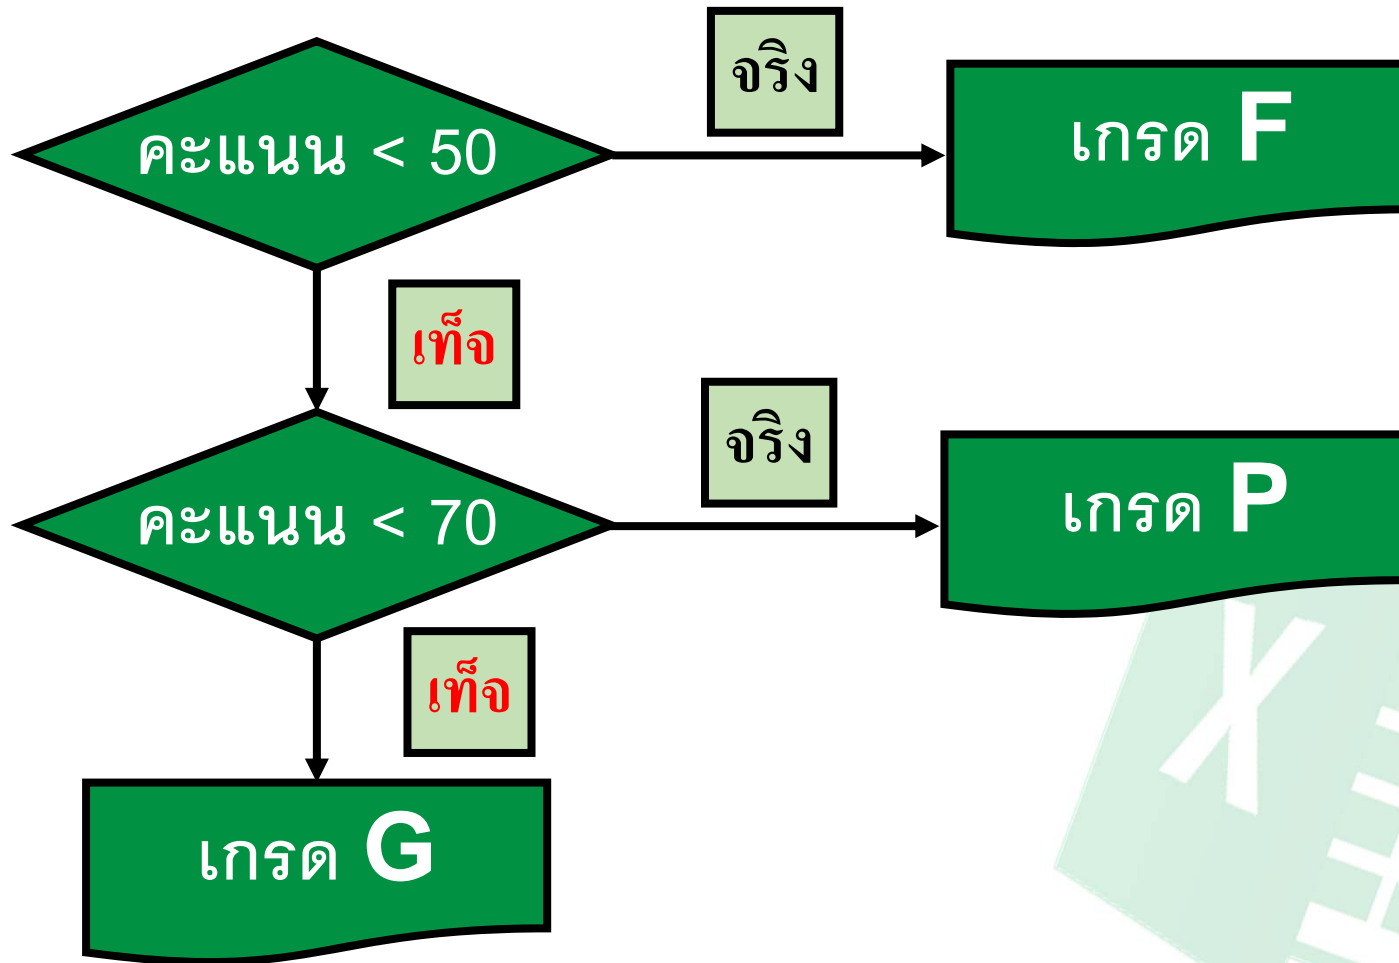 จริง
คะแนน < 50
เกรด F
เท็จ
จริง
คะแนน < 70
เกรด P
เท็จ
เกรด G
X